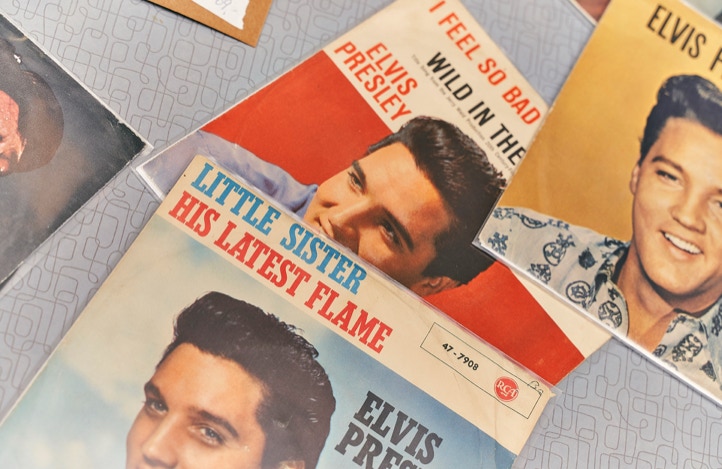 I FEEL SO BAD
WILD IN THE
ELVIS
PRESLEY
ELVIS P
LITTLE SISTER
HIS LATEST FLAME
47-7908
RCA
ELVIS
PRES